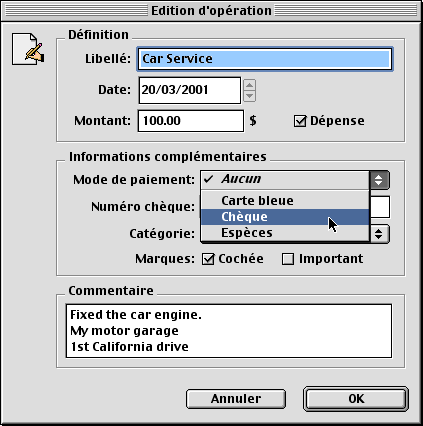 Edition d'opération
Définition
Libellé: Car Service
Date: 20/03/2001
Montant: 100.00 $ Dépense
Informations complémentaires
Mode de paiement: ✓ Aucun
Carte bleue
Numéro chèque:
Chèque
Catégorie: Espèces
Marques: Cochée Important
Commentaire
Fixed the car engine.
My motor garage
1st California drive
Annuler OK